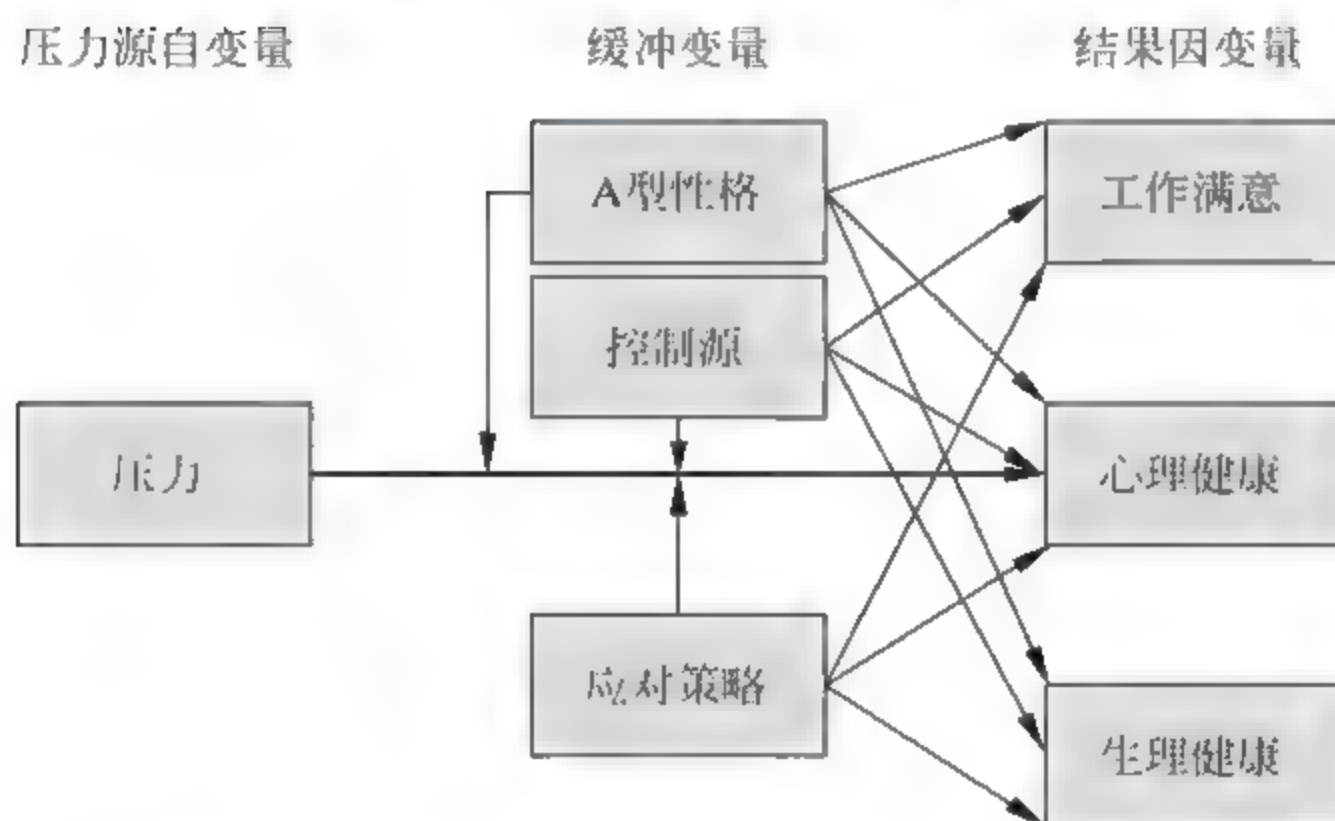 压力源自变量
缓冲变量
结果因变量
A型性格
工作满意
控制源
压力
心理健康
应对策略
生理健康